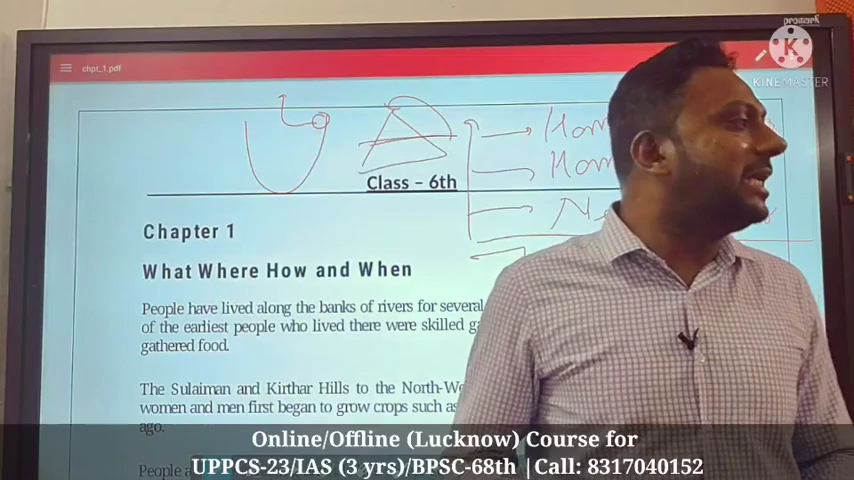 promark
K
KINEMASTER
chpt_1.pdf
Class – 6th
Chapter 1
What Where How and When
People have lived along the banks of rivers for several
of the earliest people who lived there were skilled
gathered food.
The Sulaiman and Kirthar Hills to the
women and men first began to grow crops such as
ago.
People
Online/Offline (Lucknow) Course for
UPPCS-23/IAS (3 yrs)/BPSC-68th |Call: 8317040152